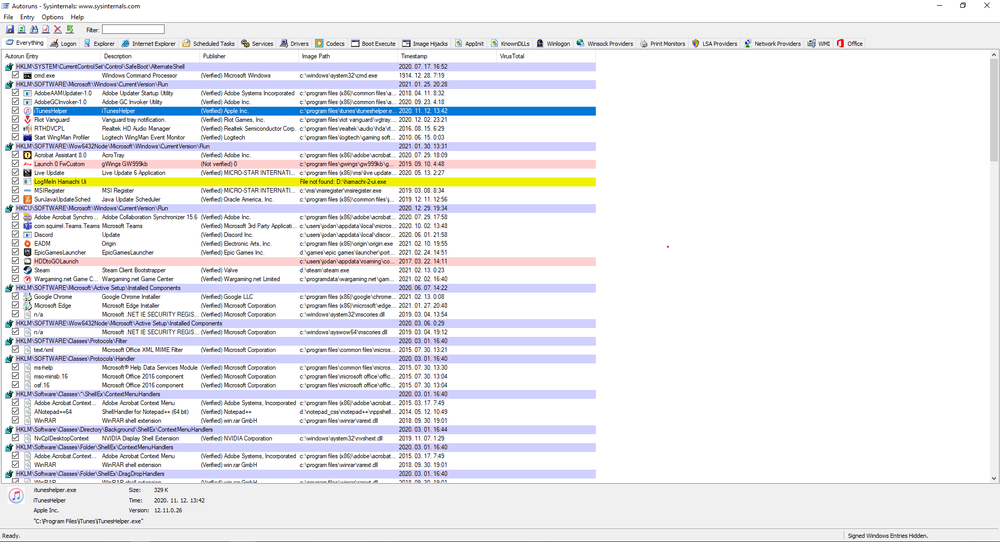 Autoruns - Sysinternals: www.sysinternals.com
File Entry Options Help
Filter:
Everything Logon Explorer Internet Explorer Scheduled Tasks Services Drivers Codecs Boot Execute Image Hijacks AppInit KnownDLLs Winlogon Winsock Providers Print Monitors LSA Providers Network Providers WMI Office
Autorun Entry Description Publisher Image Path Timestamp VirusTotal
HKLM\SYSTEM\CurrentControlSet\Control\SafeBoot\AlternateShell 2020. 07. 17. 16:52
cmd.exe Windows Command Processor (Verified) Microsoft Windows c:\windows\system32\cmd.exe 1914. 12. 28. 7:19
HKLM\SOFTWARE\Microsoft\Windows\CurrentVersion\Run 2021. 01. 25. 20:28
AdobeAAMUpdater-1.0 Adobe Updater Startup Utility (Verified) Adobe Systems Incorporated c:\program files (x86)\common files\a... 2018. 04. 11. 8:32
AdobeGCInvoker-1.0 Adobe GC Invoker Utility (Verified) Adobe Inc. c:\program files (x86)\common files\a... 2020. 09. 23. 4:18
iTunesHelper iTunesHelper (Verified) Apple Inc. c:\program files\itunes\ituneshelper.e... 2020. 11. 12. 13:42
Riot Vanguard Vanguard tray notification. (Verified) Riot Games, Inc. c:\program files\riot vanguard\vgtray.... 2020. 12. 02. 23:21
RTHDVCPL Realtek HD Audio Manager (Verified) Realtek Semiconductor Corp. c:\program files\realtek\audio\hda\rt... 2016. 08. 15. 6:29
Start WingMan Profiler Logitech WingMan Event Monitor (Verified) Logitech c:\program files\logitech\gaming soft... 2010. 06. 15. 0:03
HKLM\SOFTWARE\Wow6432Node\Microsoft\Windows\CurrentVersion\Run 2021. 01. 30. 13:31
Acrobat Assistant 8.0 AcroTray (Verified) Adobe Inc. c:\program files (x86)\adobe\acrobat... 2020. 07. 29. 18:09
Launch 0 FwCustom gWings GW999kb (Not verified) 0 c:\program files\gwings\gw999kb\g... 2019. 09. 10. 4:48
Live Update Live Update 6 Application (Verified) MICRO-STAR INTERNATI... c:\program files (x86)\msi\live update... 2020. 05. 13. 2:27
LogMeIn Hamachi Ui File not found: D:\hamachi-2-ui.exe
MSIRegister MSI Register (Verified) MICRO-STAR INTERNATI... c:\msi\msiregister\msiregister.exe 2019. 03. 08. 8:34
SunJavaUpdateSched Java Update Scheduler (Verified) Oracle America, Inc. c:\program files (x86)\common files\j... 2019. 12. 11. 12:56
HKCU\SOFTWARE\Microsoft\Windows\CurrentVersion\Run 2020. 12. 29. 19:34
Adobe Acrobat Synchro... Adobe Collaboration Synchronizer 15.6 (Verified) Adobe Inc. c:\program files (x86)\adobe\acrobat... 2020. 07. 29. 17:58
com.squirrel.Teams.Teams Microsoft Teams (Verified) Microsoft 3rd Party Applicati... c:\users\jodan\appdata\local\micros... 2020. 10. 02. 13:48
Discord Update (Verified) Discord Inc. c:\users\jodan\appdata\local\discor... 2020. 06. 01. 21:58
EADM Origin (Verified) Electronic Arts, Inc. c:\program files (x86)\origin\origin.exe 2021. 02. 10. 19:55
EpicGamesLauncher EpicGamesLauncher (Verified) Epic Games Inc. d:\games\epic games\launcher\port... 2021. 02. 24. 14:51
HDDtoGOLaunch c:\users\jodan\appdata\roaming\co... 2017. 03. 22. 14:11
Steam Steam Client Bootstrapper (Verified) Valve d:\steam\steam.exe 2021. 02. 13. 0:23
Wargaming.net Game C... Wargaming.net Game Center (Verified) Wargaming.net Limited c:\programdata\wargaming.net\gam... 2021. 02. 02. 16:40
HKLM\SOFTWARE\Microsoft\Active Setup\Installed Components 2020. 06. 07. 14:22
Google Chrome Google Chrome Installer (Verified) Google LLC c:\program files (x86)\google\chrome... 2021. 02. 13. 0:08
Microsoft Edge Microsoft Edge Installer (Verified) Microsoft Corporation c:\program files (x86)\microsoft\edge... 2021. 01. 27. 20:48
n/a Microsoft .NET IE SECURITY REGIS... (Verified) Microsoft Corporation c:\windows\system32\mscories.dll 2019. 03. 04. 13:54
HKLM\SOFTWARE\Wow6432Node\Microsoft\Active Setup\Installed Components 2020. 03. 06. 0:29
n/a Microsoft .NET IE SECURITY REGIS... (Verified) Microsoft Corporation c:\windows\syswow64\mscories.dll 2019. 03. 04. 19:12
HKLM\SOFTWARE\Classes\Protocols\Filter 2020. 03. 01. 16:40
text/xml Microsoft Office XML MIME Filter (Verified) Microsoft Corporation c:\program files\common files\micros... 2015. 07. 30. 13:21
HKLM\SOFTWARE\Classes\Protocols\Handler 2020. 03. 01. 16:40
ms-help Microsoft® Help Data Services Module (Verified) Microsoft Corporation c:\program files\common files\micros... 2015. 07. 30. 13:30
mso-minsb.16 Microsoft Office 2016 component (Verified) Microsoft Corporation c:\program files\microsoft office\offic... 2015. 07. 30. 13:04
osf.16 Microsoft Office 2016 component (Verified) Microsoft Corporation c:\program files\microsoft office\offic... 2015. 07. 30. 13:04
HKLM\Software\Classes\*\ShellEx\ContextMenuHandlers 2020. 03. 01. 16:40
Adobe.Acrobat.Context... Adobe Acrobat Context Menu (Verified) Adobe Systems, Incorporated c:\program files (x86)\adobe\acrobat... 2015. 03. 17. 7:49
ANotepad++64 ShellHandler for Notepad++ (64 bit) (Verified) Notepad++ d:\notepad_css\notepad++\nppshell... 2014. 05. 12. 10:49
WinRAR WinRAR shell extension (Verified) win.rar GmbH c:\program files\winrar\rarext.dll 2018. 09. 30. 19:01
HKLM\Software\Classes\Directory\Background\ShellEx\ContextMenuHandlers 2020. 03. 01. 16:44
NvCplDesktopContext NVIDIA Display Shell Extension (Verified) NVIDIA Corporation c:\windows\system32\nvshext.dll 2019. 11. 07. 1:29
HKLM\Software\Classes\Folder\ShellEx\ContextMenuHandlers 2020. 03. 01. 16:40
Adobe.Acrobat.Context... Adobe Acrobat Context Menu (Verified) Adobe Systems, Incorporated c:\program files (x86)\adobe\acrobat... 2015. 03. 17. 7:49
WinRAR WinRAR shell extension (Verified) win.rar GmbH c:\program files\winrar\rarext.dll 2018. 09. 30. 19:01
HKLM\Software\Classes\Folder\ShellEx\DragDropHandlers 2020. 03. 01. 16:40
WinRAR WinRAR shell extension (Verified) win.rar GmbH c:\program files\winrar\rarext.dll 2018. 09. 30. 19:01
ituneshelper.exe Size: 329 K
iTunesHelper Time: 2020. 11. 12. 13:42
Apple Inc. Version: 12.11.0.26
"C:\Program Files\iTunes\iTunesHelper.exe"
Ready. Signed Windows Entries Hidden.